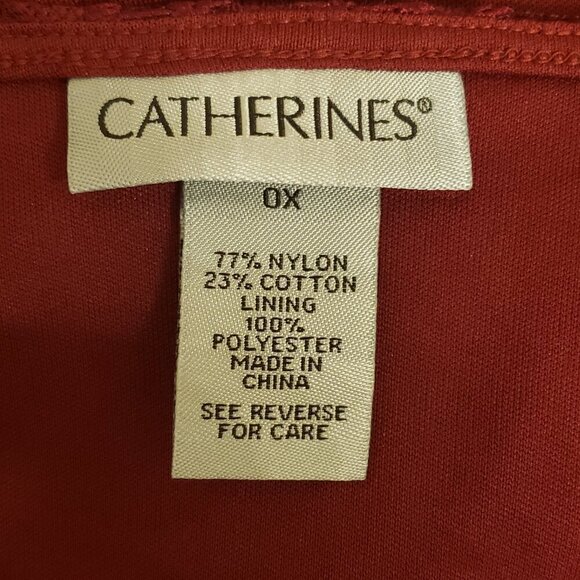 CATHERINES®
0X
77% NYLON
23% COTTON
LINING
100%
POLYESTER
MADE IN
CHINA
SEE REVERSE
FOR CARE